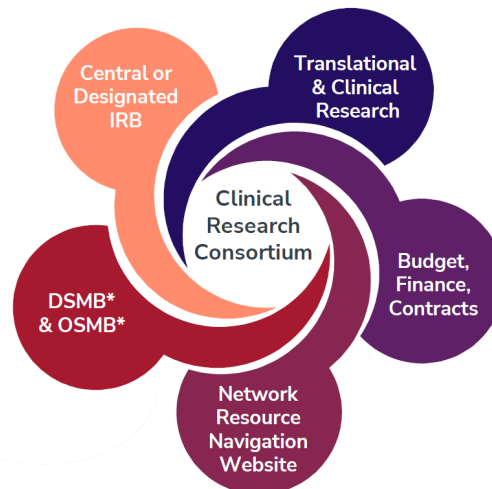 Central or
Designated
IRB
Translational
& Clinical
Research
Clinical
Research
Consortium
Budget,
Finance,
Contracts
DSMB*
& OSMB*
Network
Resource
Navigation
Website